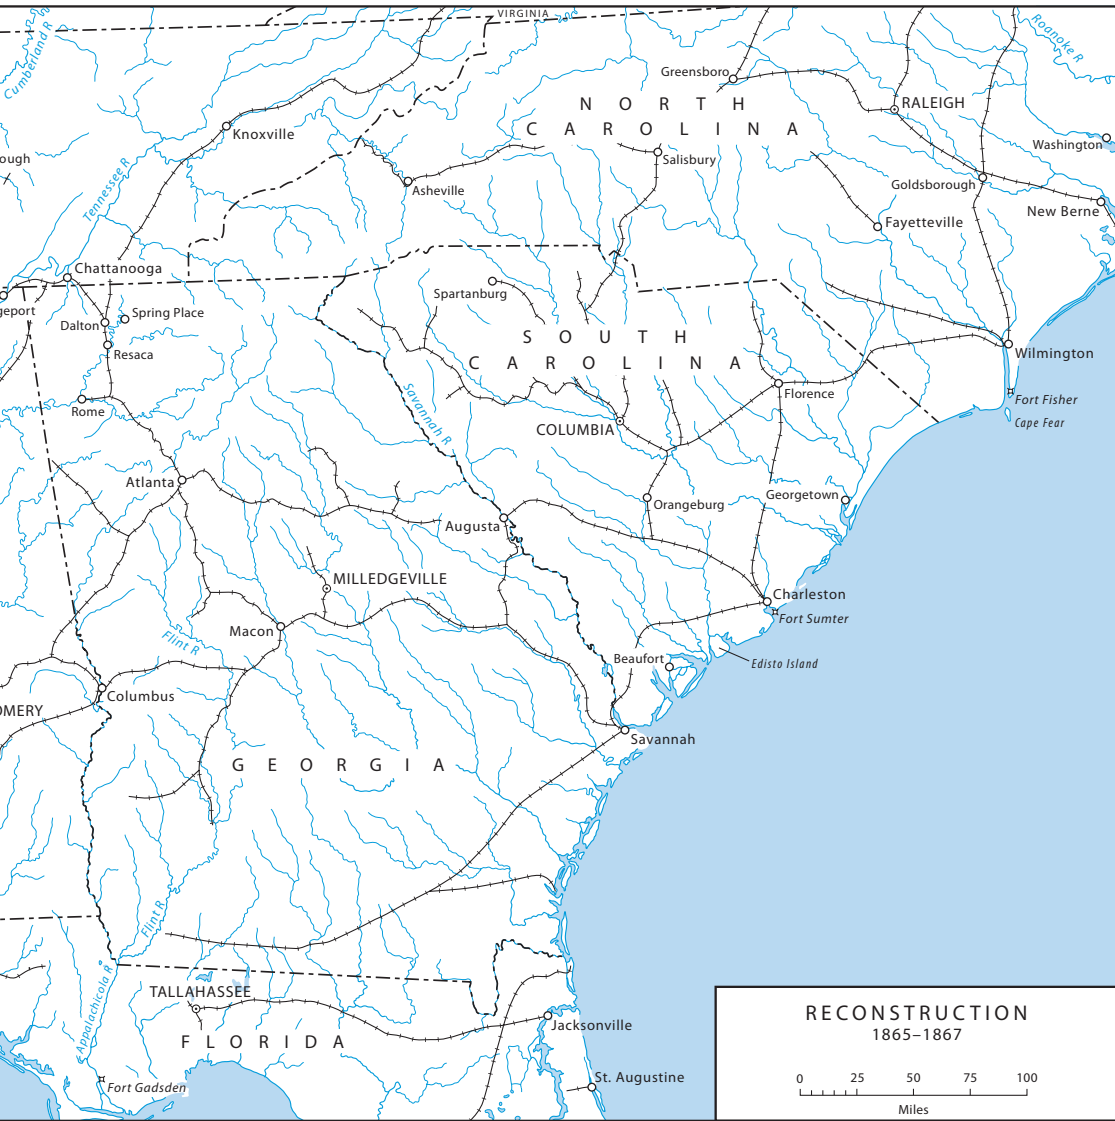 VIRGINIA
Roanoke R
Cumberland R
Greensboro
N O R T H
C A R O L I N A
RALEIGH
Knoxville
Washington
Salisbury
ough
Asheville
Goldsborough
Tennessee R
New Berne
Fayetteville
Chattanooga
Spartanburg
geport
Spring Place
Dalton
S O U T H
C A R O L I N A
Resaca
Wilmington
Florence
Fort Fisher
Rome
Savannah R
Cape Fear
COLUMBIA
Atlanta
Georgetown
Orangeburg
Augusta
MILLEDGEVILLE
Charleston
Fort Sumter
Macon
Flint R
Beaufort
Edisto Island
Columbus
OMERY
Savannah
G E O R G I A
Flint R
Appalachicola R
TALLAHASSEE
Jacksonville
F L O R I D A
St. Augustine
Fort Gadsden
RECONSTRUCTION
1865–1867
0 25 50 75 100
Miles